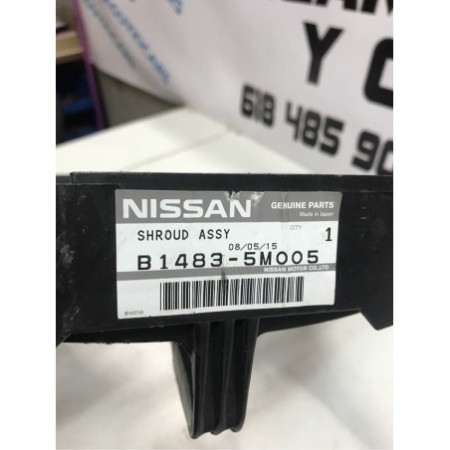 Y C
618 485 90
NISSAN
GENUINE PARTS
Made in Japan
SHROUD ASSY
QTY
1
08/05/15
B1483-5M005
NISSAN MOTOR CO.,LTD.